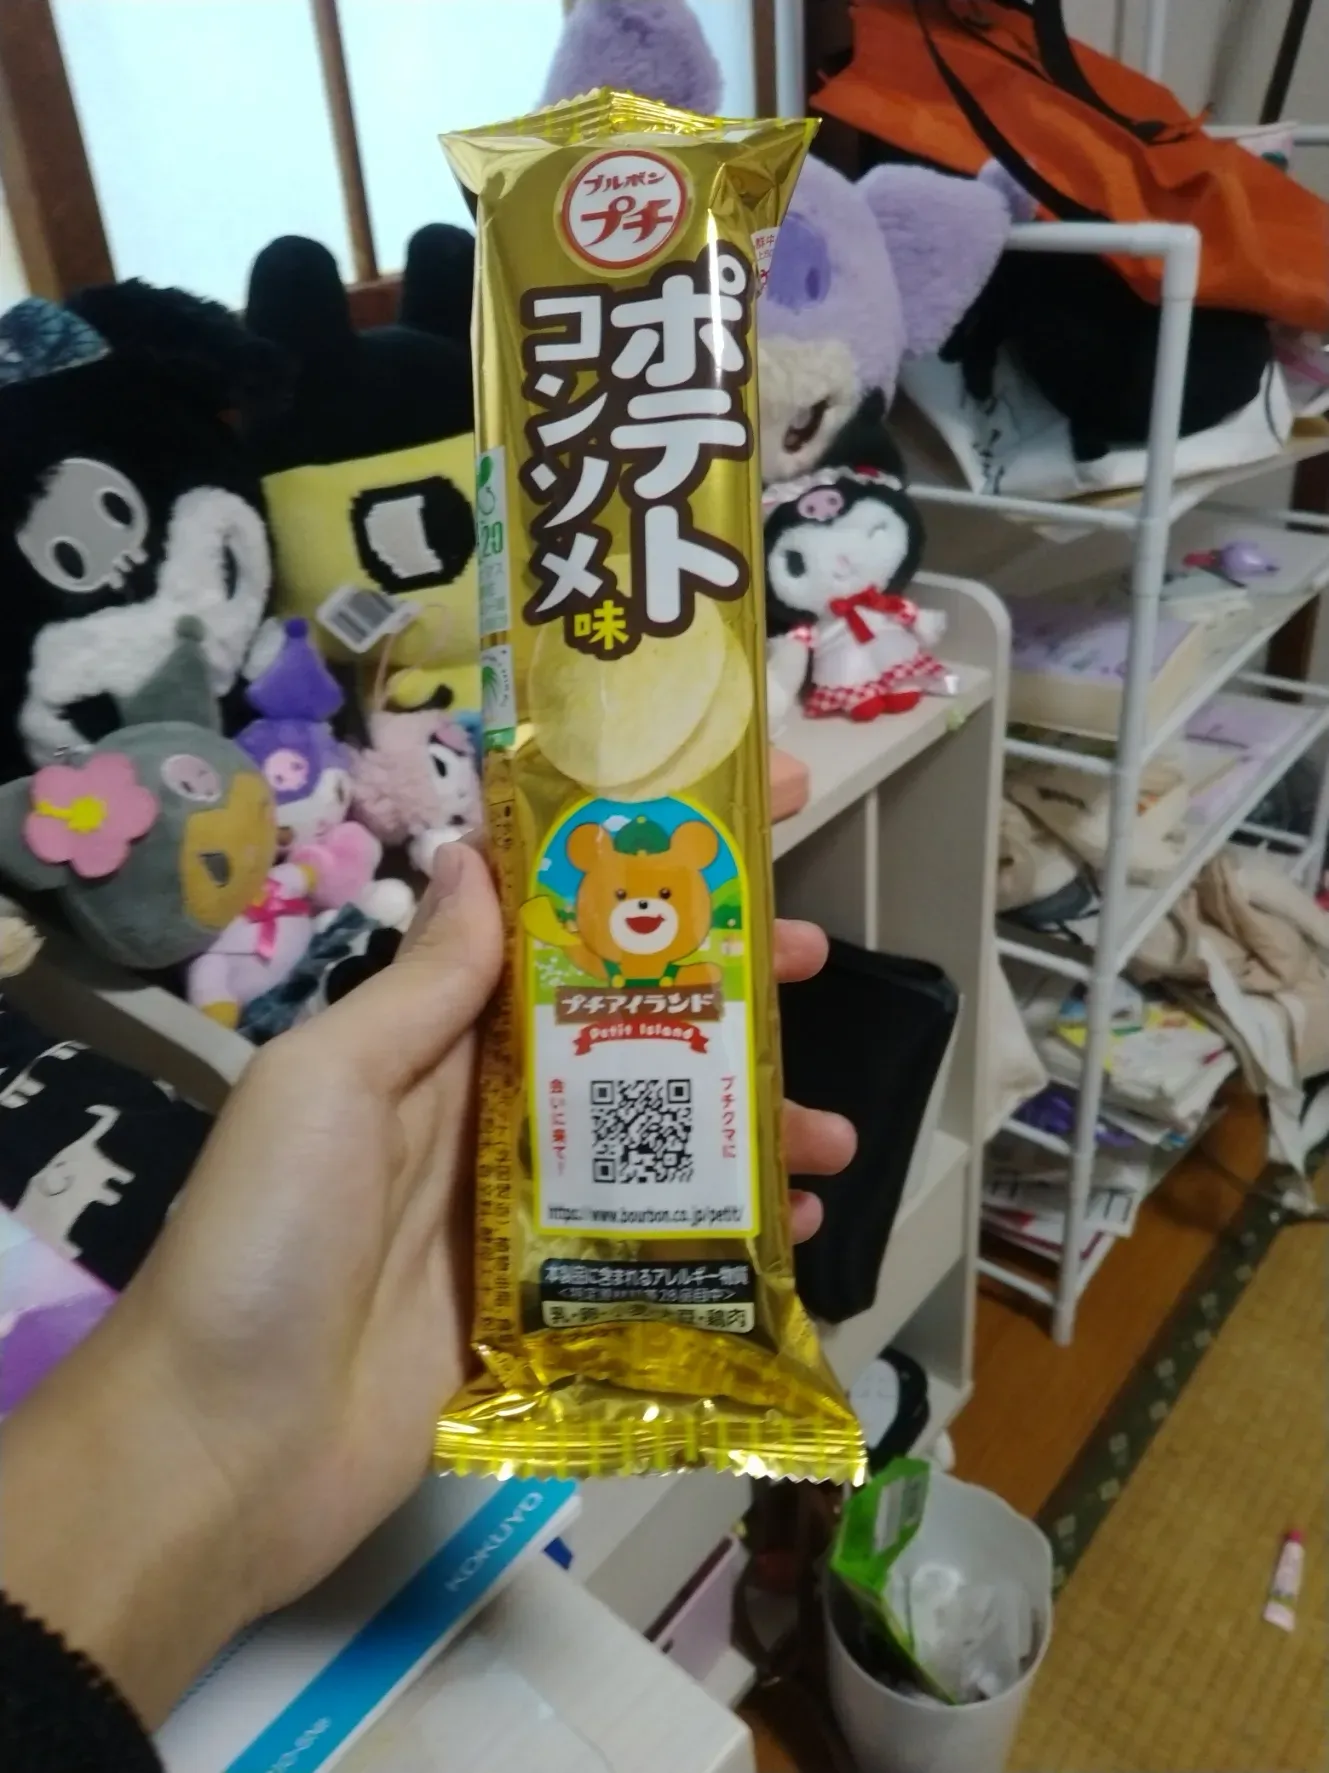 ブルボン
プチ
ポテト
コンソメ味
プチアイランド
Petit Island
プチクマに
会いに来て!
https://www.bourbon.co.jp/petit/
本製品に含まれるアレルギー物質
乳・卵・小麦・大豆・鶏肉
KOKUYO